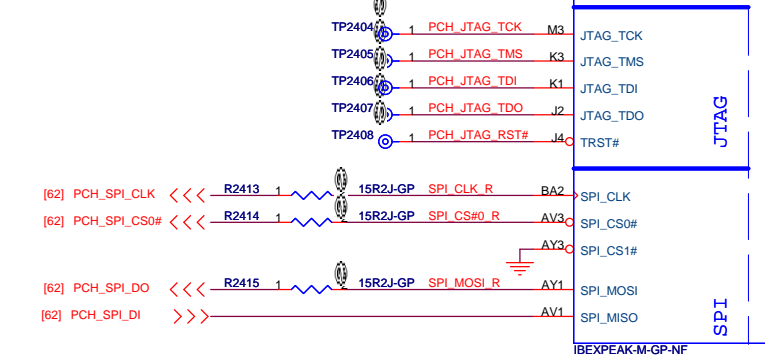 TP2404 1 PCH_JTAG_TCK M3 JTAG_TCK
TP2405 1 PCH_JTAG_TMS K3 JTAG_TMS
TP2406 1 PCH_JTAG_TDI K1 JTAG_TDI
TP2407 1 PCH_JTAG_TDO J2 JTAG_TDO
TP2408 1 PCH_JTAG_RST# J4 TRST#
JTAG
[62] PCH_SPI_CLK R2413 1 2 15R2J-GP SPI_CLK_R BA2 SPI_CLK
[62] PCH_SPI_CS0# R2414 1 2 15R2J-GP SPI_CS#0_R AV3 SPI_CS0#
AY3 SPI_CS1#
[62] PCH_SPI_DO R2415 1 2 15R2J-GP SPI_MOSI_R AY1 SPI_MOSI
[62] PCH_SPI_DI AV1 SPI_MISO
SPI
IBEXPEAK-M-GP-NF